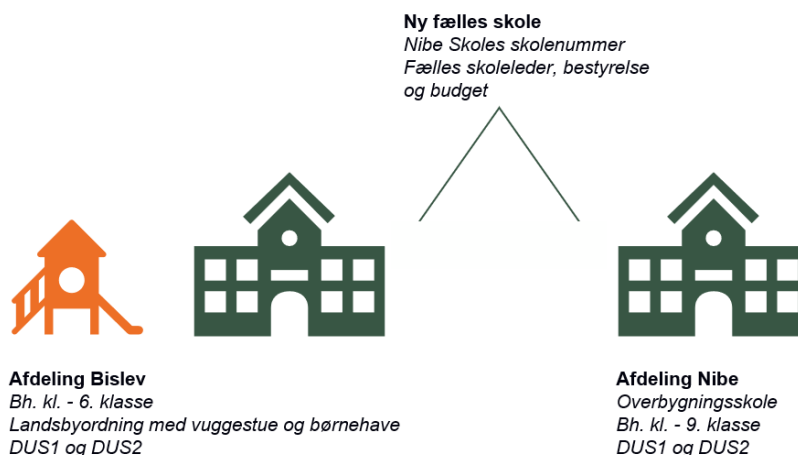 Ny fælles skole
Nibe Skoles skolenummer
Fælles skoleleder, bestyrelse
og budget
Afdeling Bislev
Bh. kl. - 6. klasse
Landsbyordning med vuggestue og børnehave
DUS1 og DUS2
Afdeling Nibe
Overbygningsskole
Bh. kl. - 9. klasse
DUS1 og DUS2